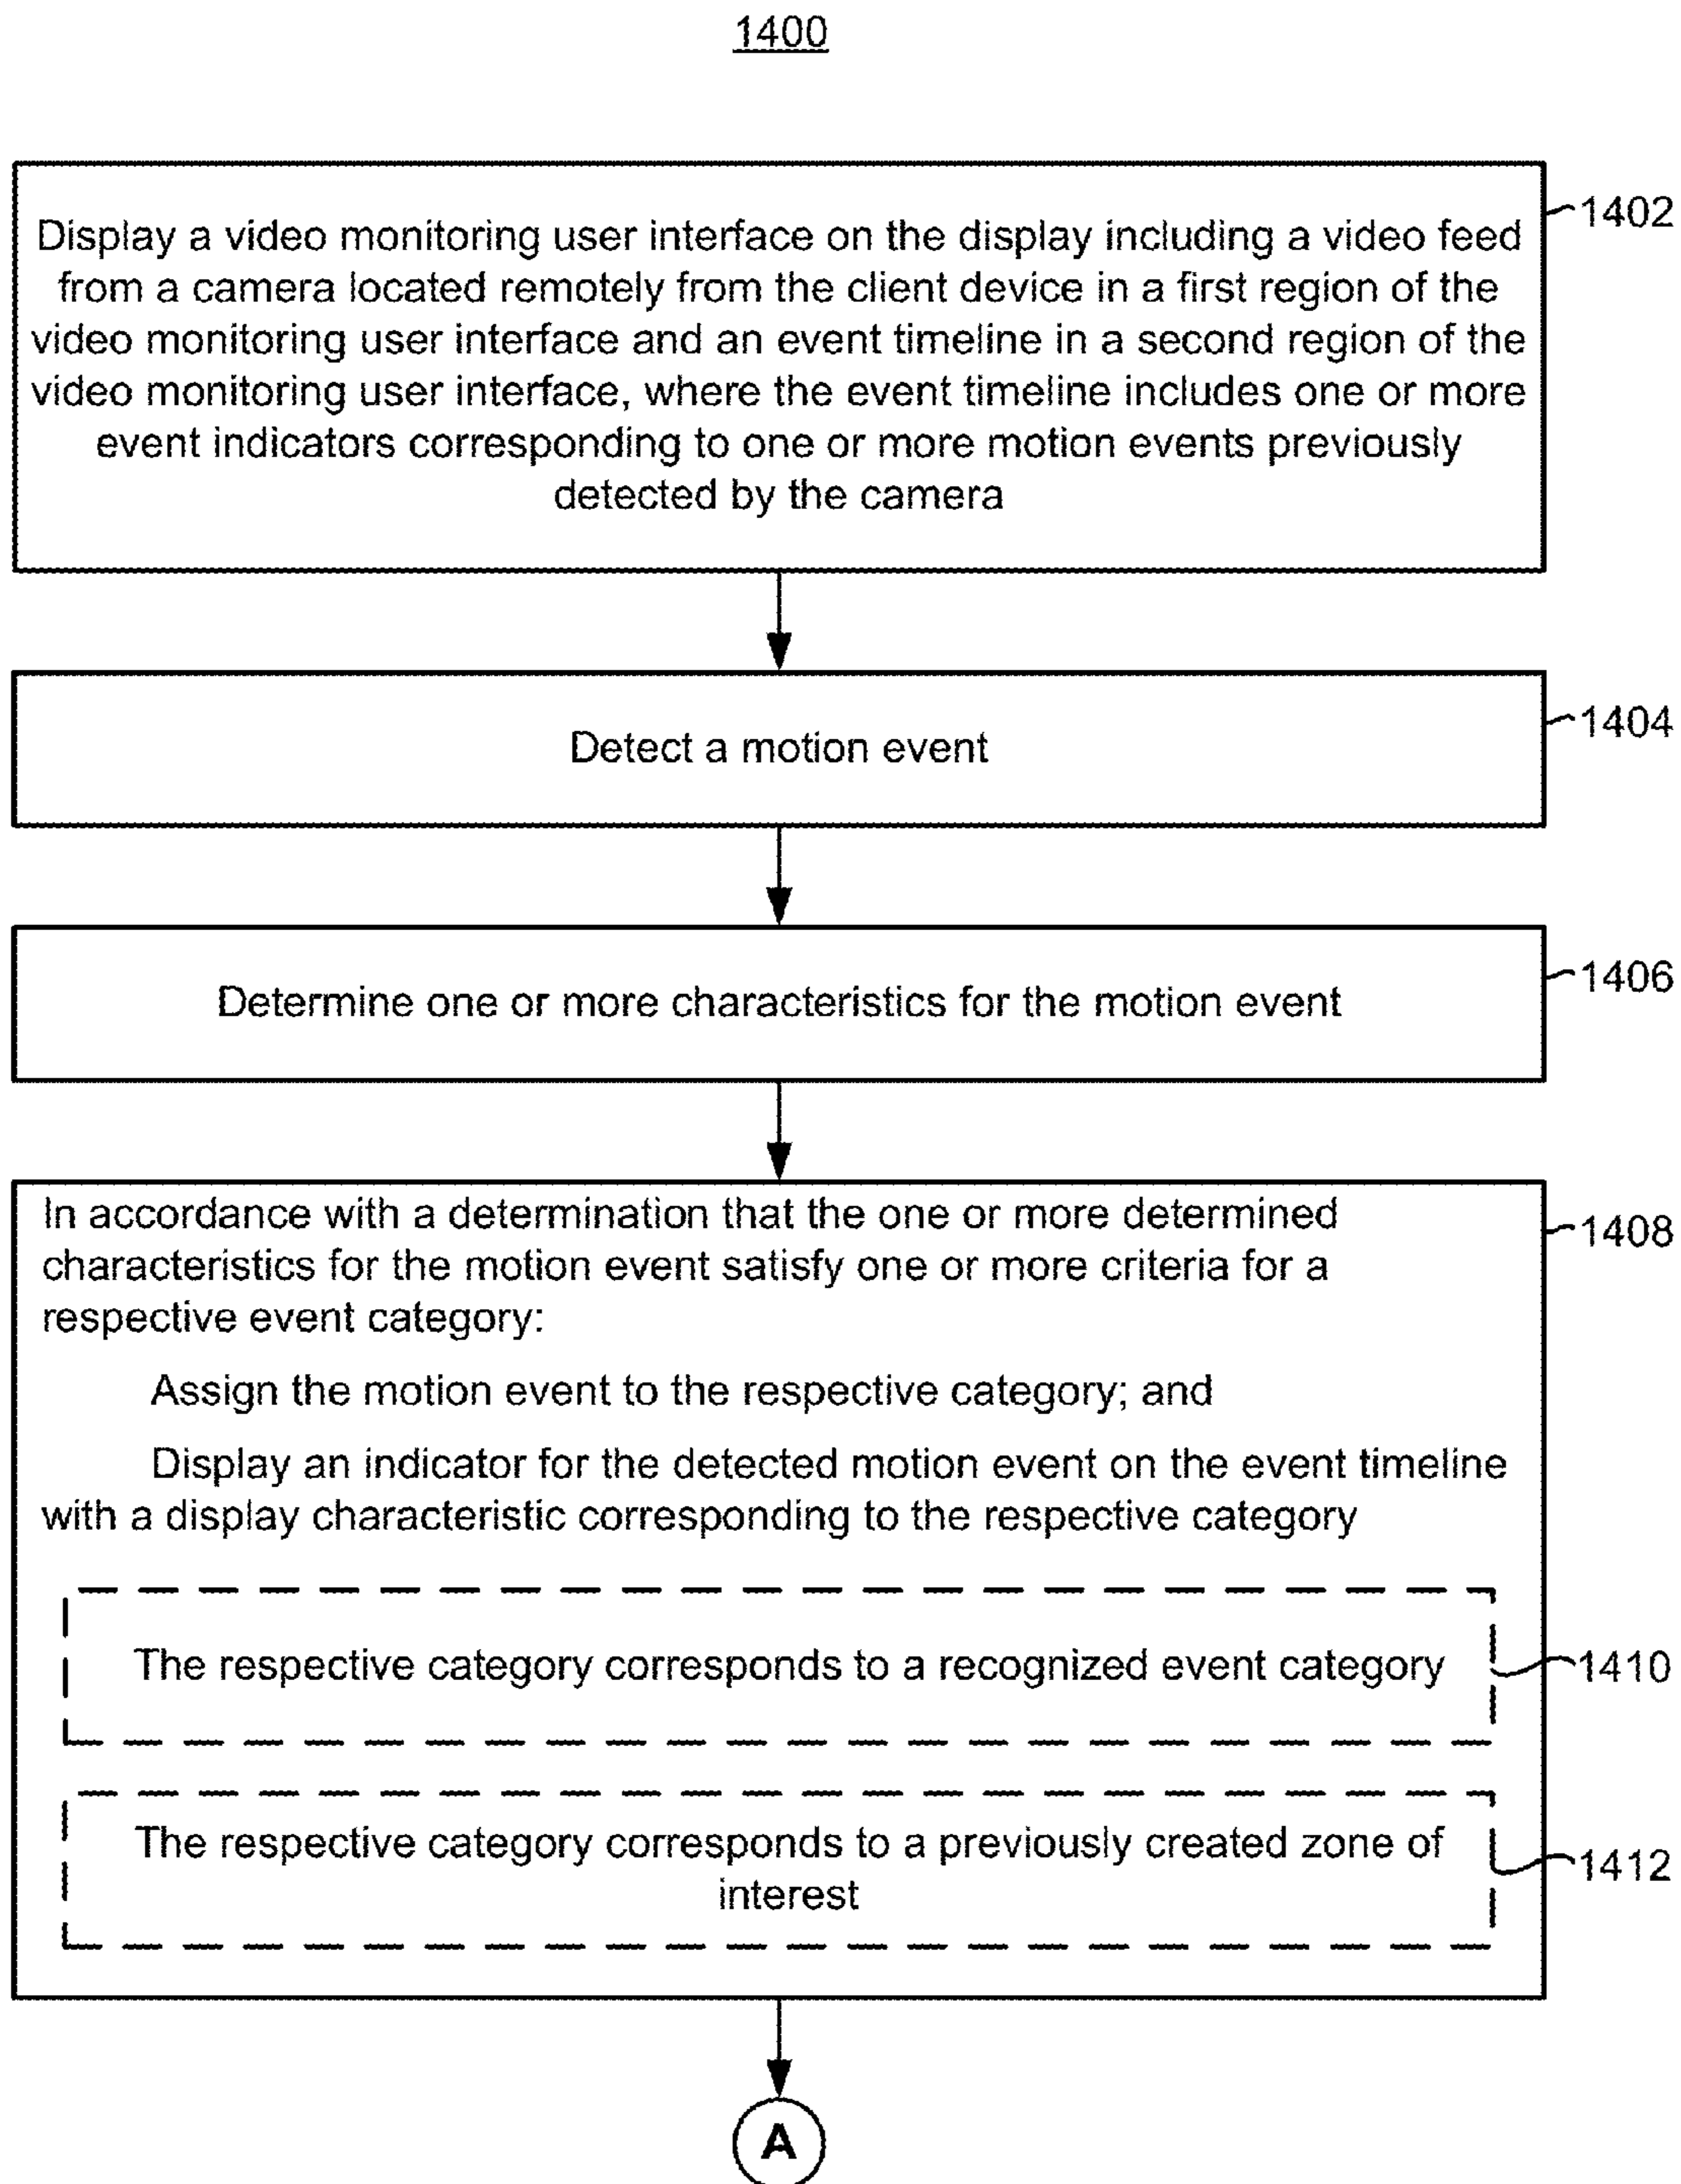 1400
Display a video monitoring user interface on the display including a video feed
from a camera located remotely from the client device in a first region of the
video monitoring user interface and an event timeline in a second region of the
video monitoring user interface, where the event timeline includes one or more
event indicators corresponding to one or more motion events previously
detected by the camera
1402
Detect a motion event
1404
Determine one or more characteristics for the motion event
1406
In accordance with a determination that the one or more determined
characteristics for the motion event satisfy one or more criteria for a
respective event category:
Assign the motion event to the respective category; and
Display an indicator for the detected motion event on the event timeline
with a display characteristic corresponding to the respective category
1408
The respective category corresponds to a recognized event category
1410
The respective category corresponds to a previously created zone of
interest
1412
A